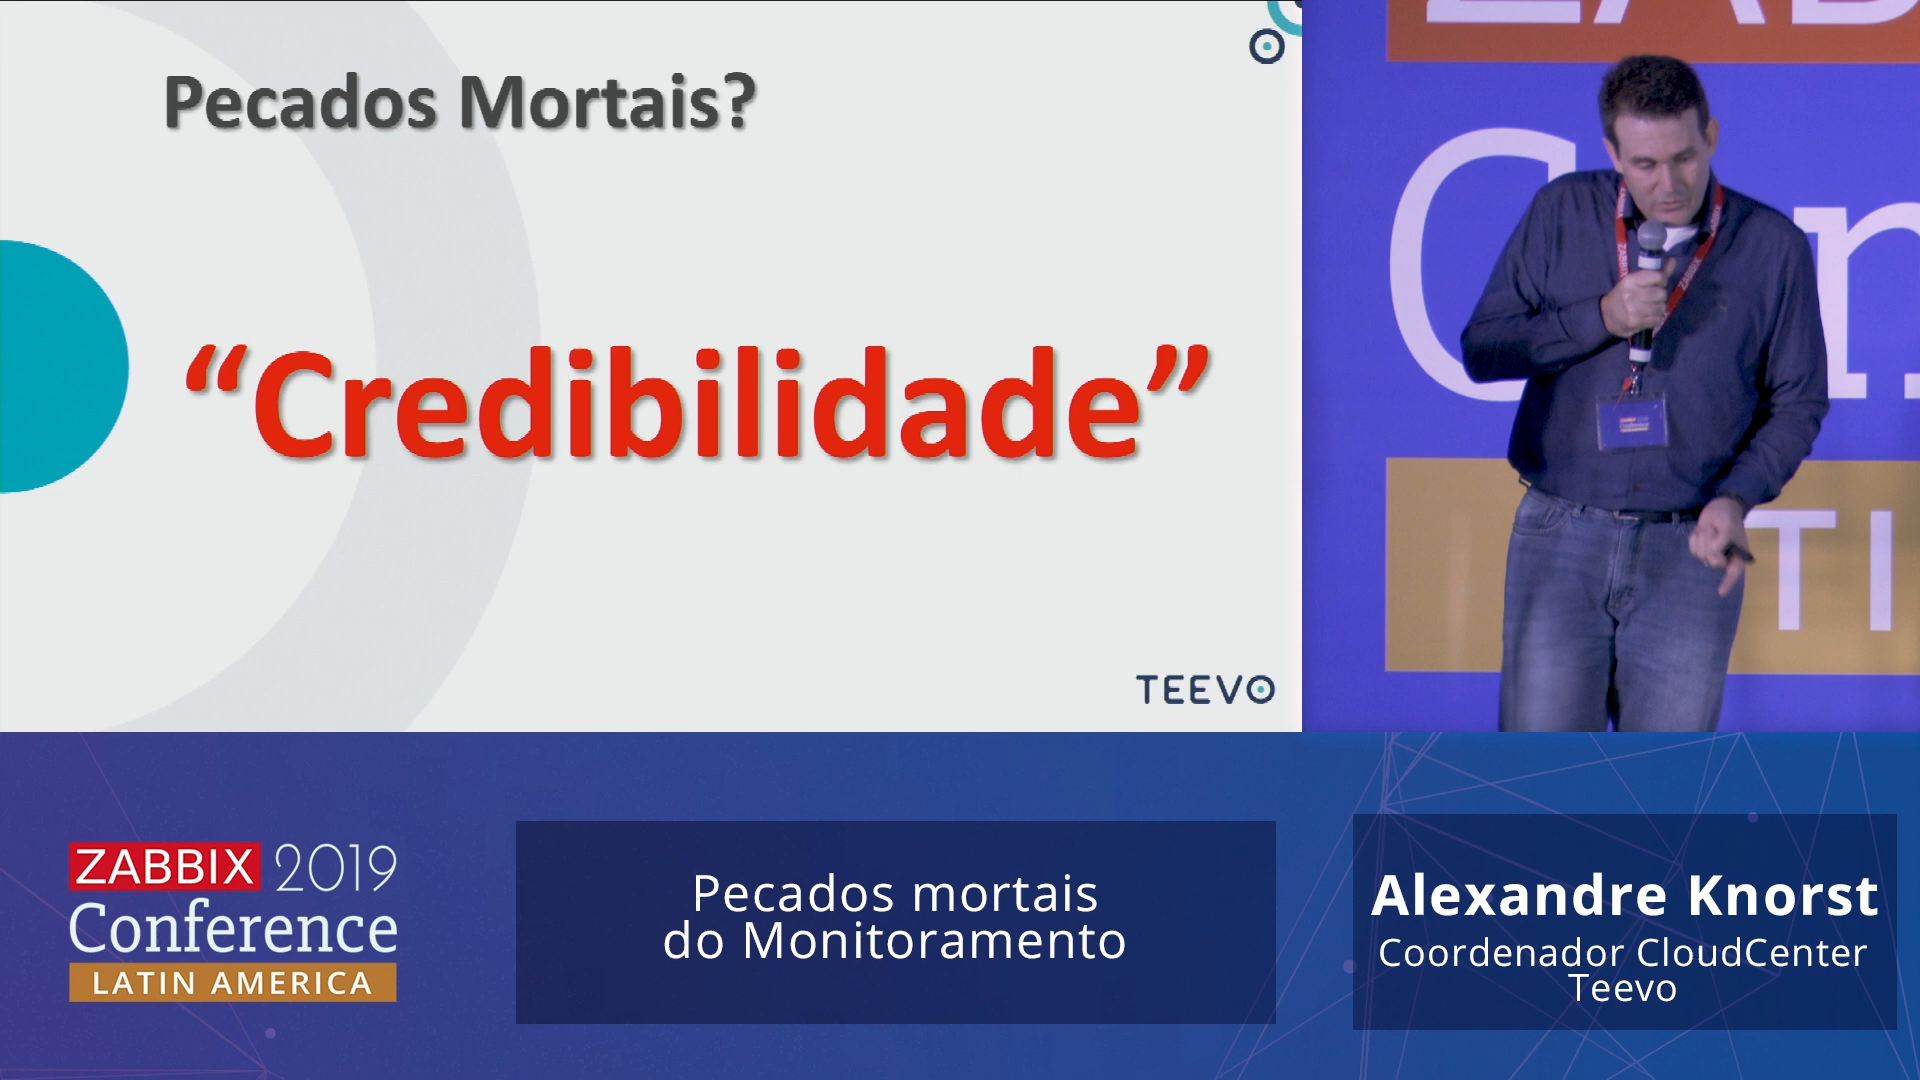 Pecados Mortais?
“Credibilidade”
TEEVO
ZABBIX 2019
Conference
LATIN AMERICA
Pecados mortais
do Monitoramento
Alexandre Knorst
Coordenador CloudCenter
Teevo